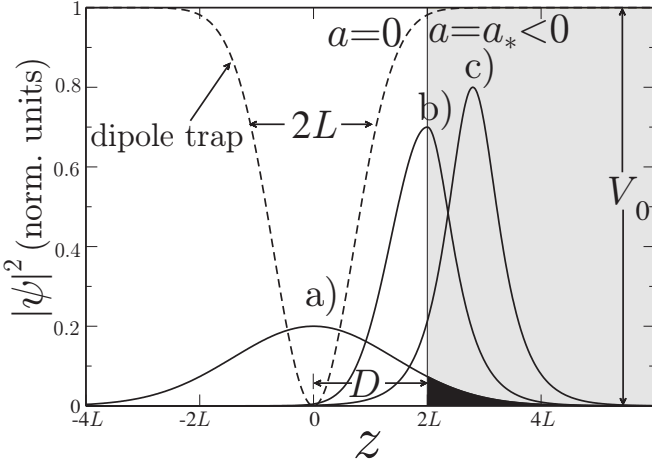 1
a=0
a=a*<0
c)
dipole trap
0.8
b)
2L
|ψ|² (norm. units)
0.6
V₀
0.4
a)
0.2
D
0
-4L
-2L
0
2L
4L
z